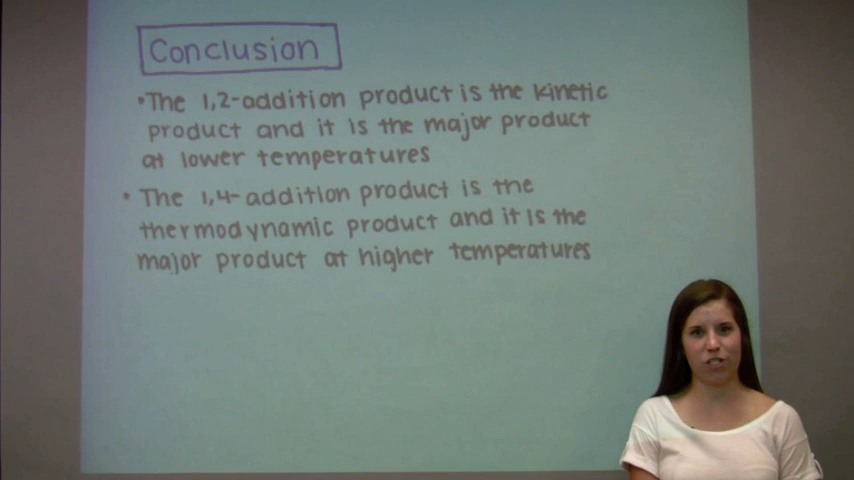 Conclusion
•The 1,2-addition product is the kinetic
product and it is the major product
at lower temperatures
• The 1,4-addition product is the
thermodynamic product and it is the
major product at higher temperatures